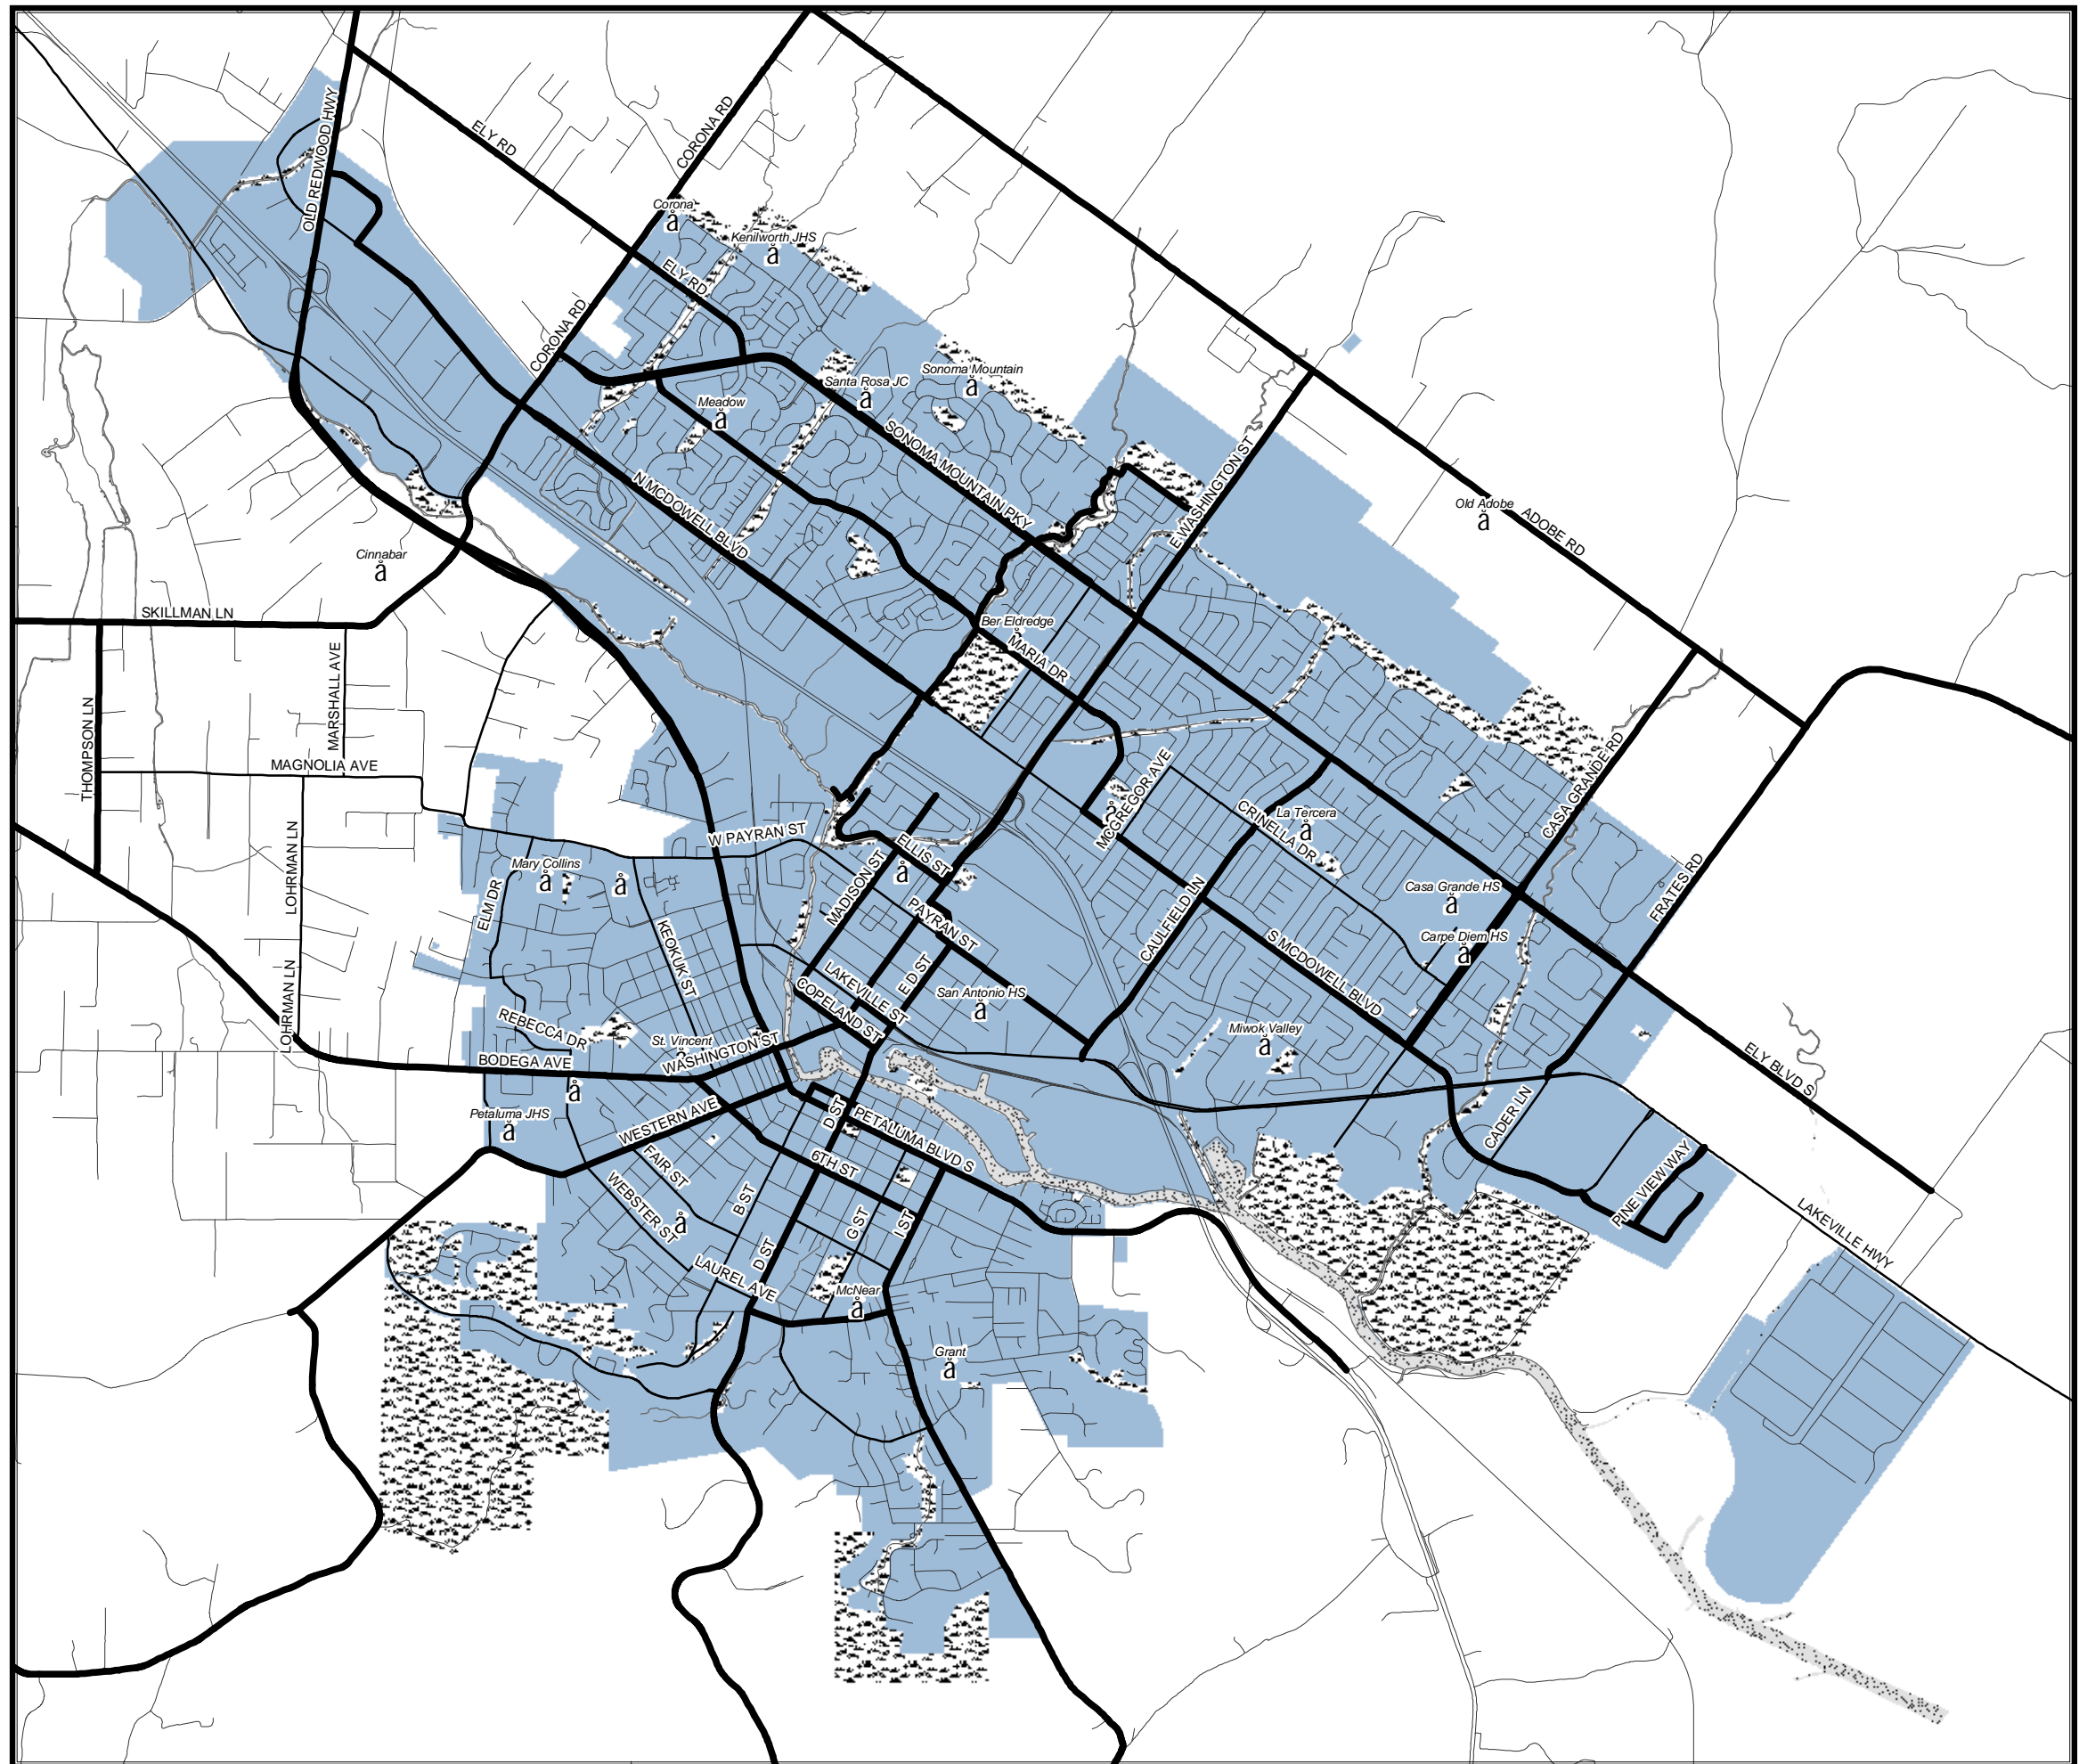 OLD REDWOOD HWY
ELY RD
CORONA RD
Corona
å
Kenilworth JHS
å
ELY RD
CORONA RD
Meadow
å
Santa Rosa JC
å
Sonoma Mountain
å
SONOMA MOUNTAIN PKY
N MCDOWELL BLVD
E WASHINGTON ST
Old Adobe
å
ADOBE RD
Cinnabar
å
SKILLMAN LN
MARSHALL AVE
THOMPSON LN
MAGNOLIA AVE
Ber Eldredge
å
MARIA DR
MCGREGOR AVE
å
CRINELLA DR
La Tercera
å
CASA GRANDE RD
FRATES RD
W PAYRAN ST
ELLIS ST
MADISON ST
å
Mary Collins
å
å
LOHRMAN LN
ELM DR
KEOKUK ST
PAYRAN ST
CAULFIELD LN
Casa Grande HS
å
Carpe Diem HS
å
S MCDOWELL BLVD
LAKEVILLE ST
E D ST
COPELAND ST
San Antonio HS
å
LOHRMAN LN
REBECCA DR
St. Vincent
å
WASHINGTON ST
BODEGA AVE
å
Miwok Valley
å
ELY BLVD S
Petaluma JHS
å
WESTERN AVE
D ST
PETALUMA BLVD S
CADER LN
6TH ST
FAIR ST
WEBSTER ST
å
B ST
G ST
I ST
D ST
PINE VIEW WAY
LAKEVILLE HWY
LAUREL AVE
McNear
å
Grant
å